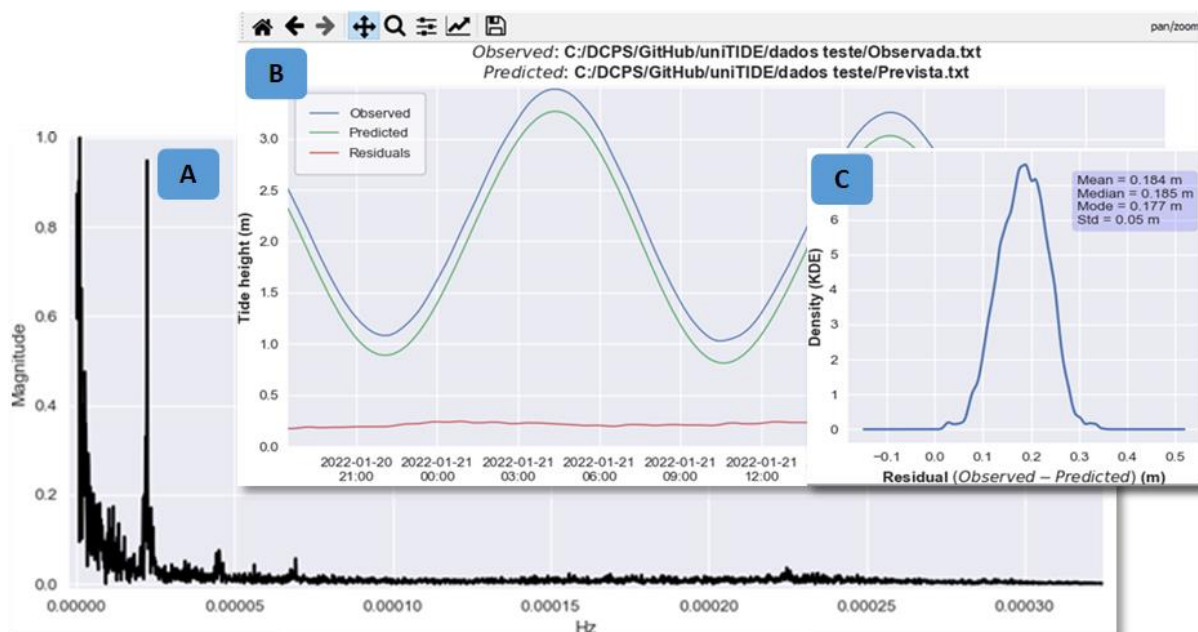 pan/zoom
Observed: C:/DCPS/GitHub/uniTIDE/dados teste/Observada.txt
Predicted: C:/DCPS/GitHub/uniTIDE/dados teste/Prevista.txt
B
Observed
Predicted
Residuals
Tide height (m)
3.0
2.5
2.0
1.5
1.0
0.5
0.0
2022-01-20 2022-01-21 2022-01-21 2022-01-21 2022-01-21 2022-01-21
21:00 00:00 03:00 06:00 09:00 12:00
A
Magnitude
1.0
0.8
0.6
0.4
0.2
0.0
0.00000 0.00005 0.00010 0.00015 0.00020 0.00025 0.00030
Hz
C
Mean = 0.184 m
Median = 0.185 m
Mode = 0.177 m
Std = 0.05 m
Density (KDE)
6
4
3
2
1
0
−0.1 0.0 0.1 0.2 0.3 0.4 0.5
Residual (Observed − Predicted) (m)